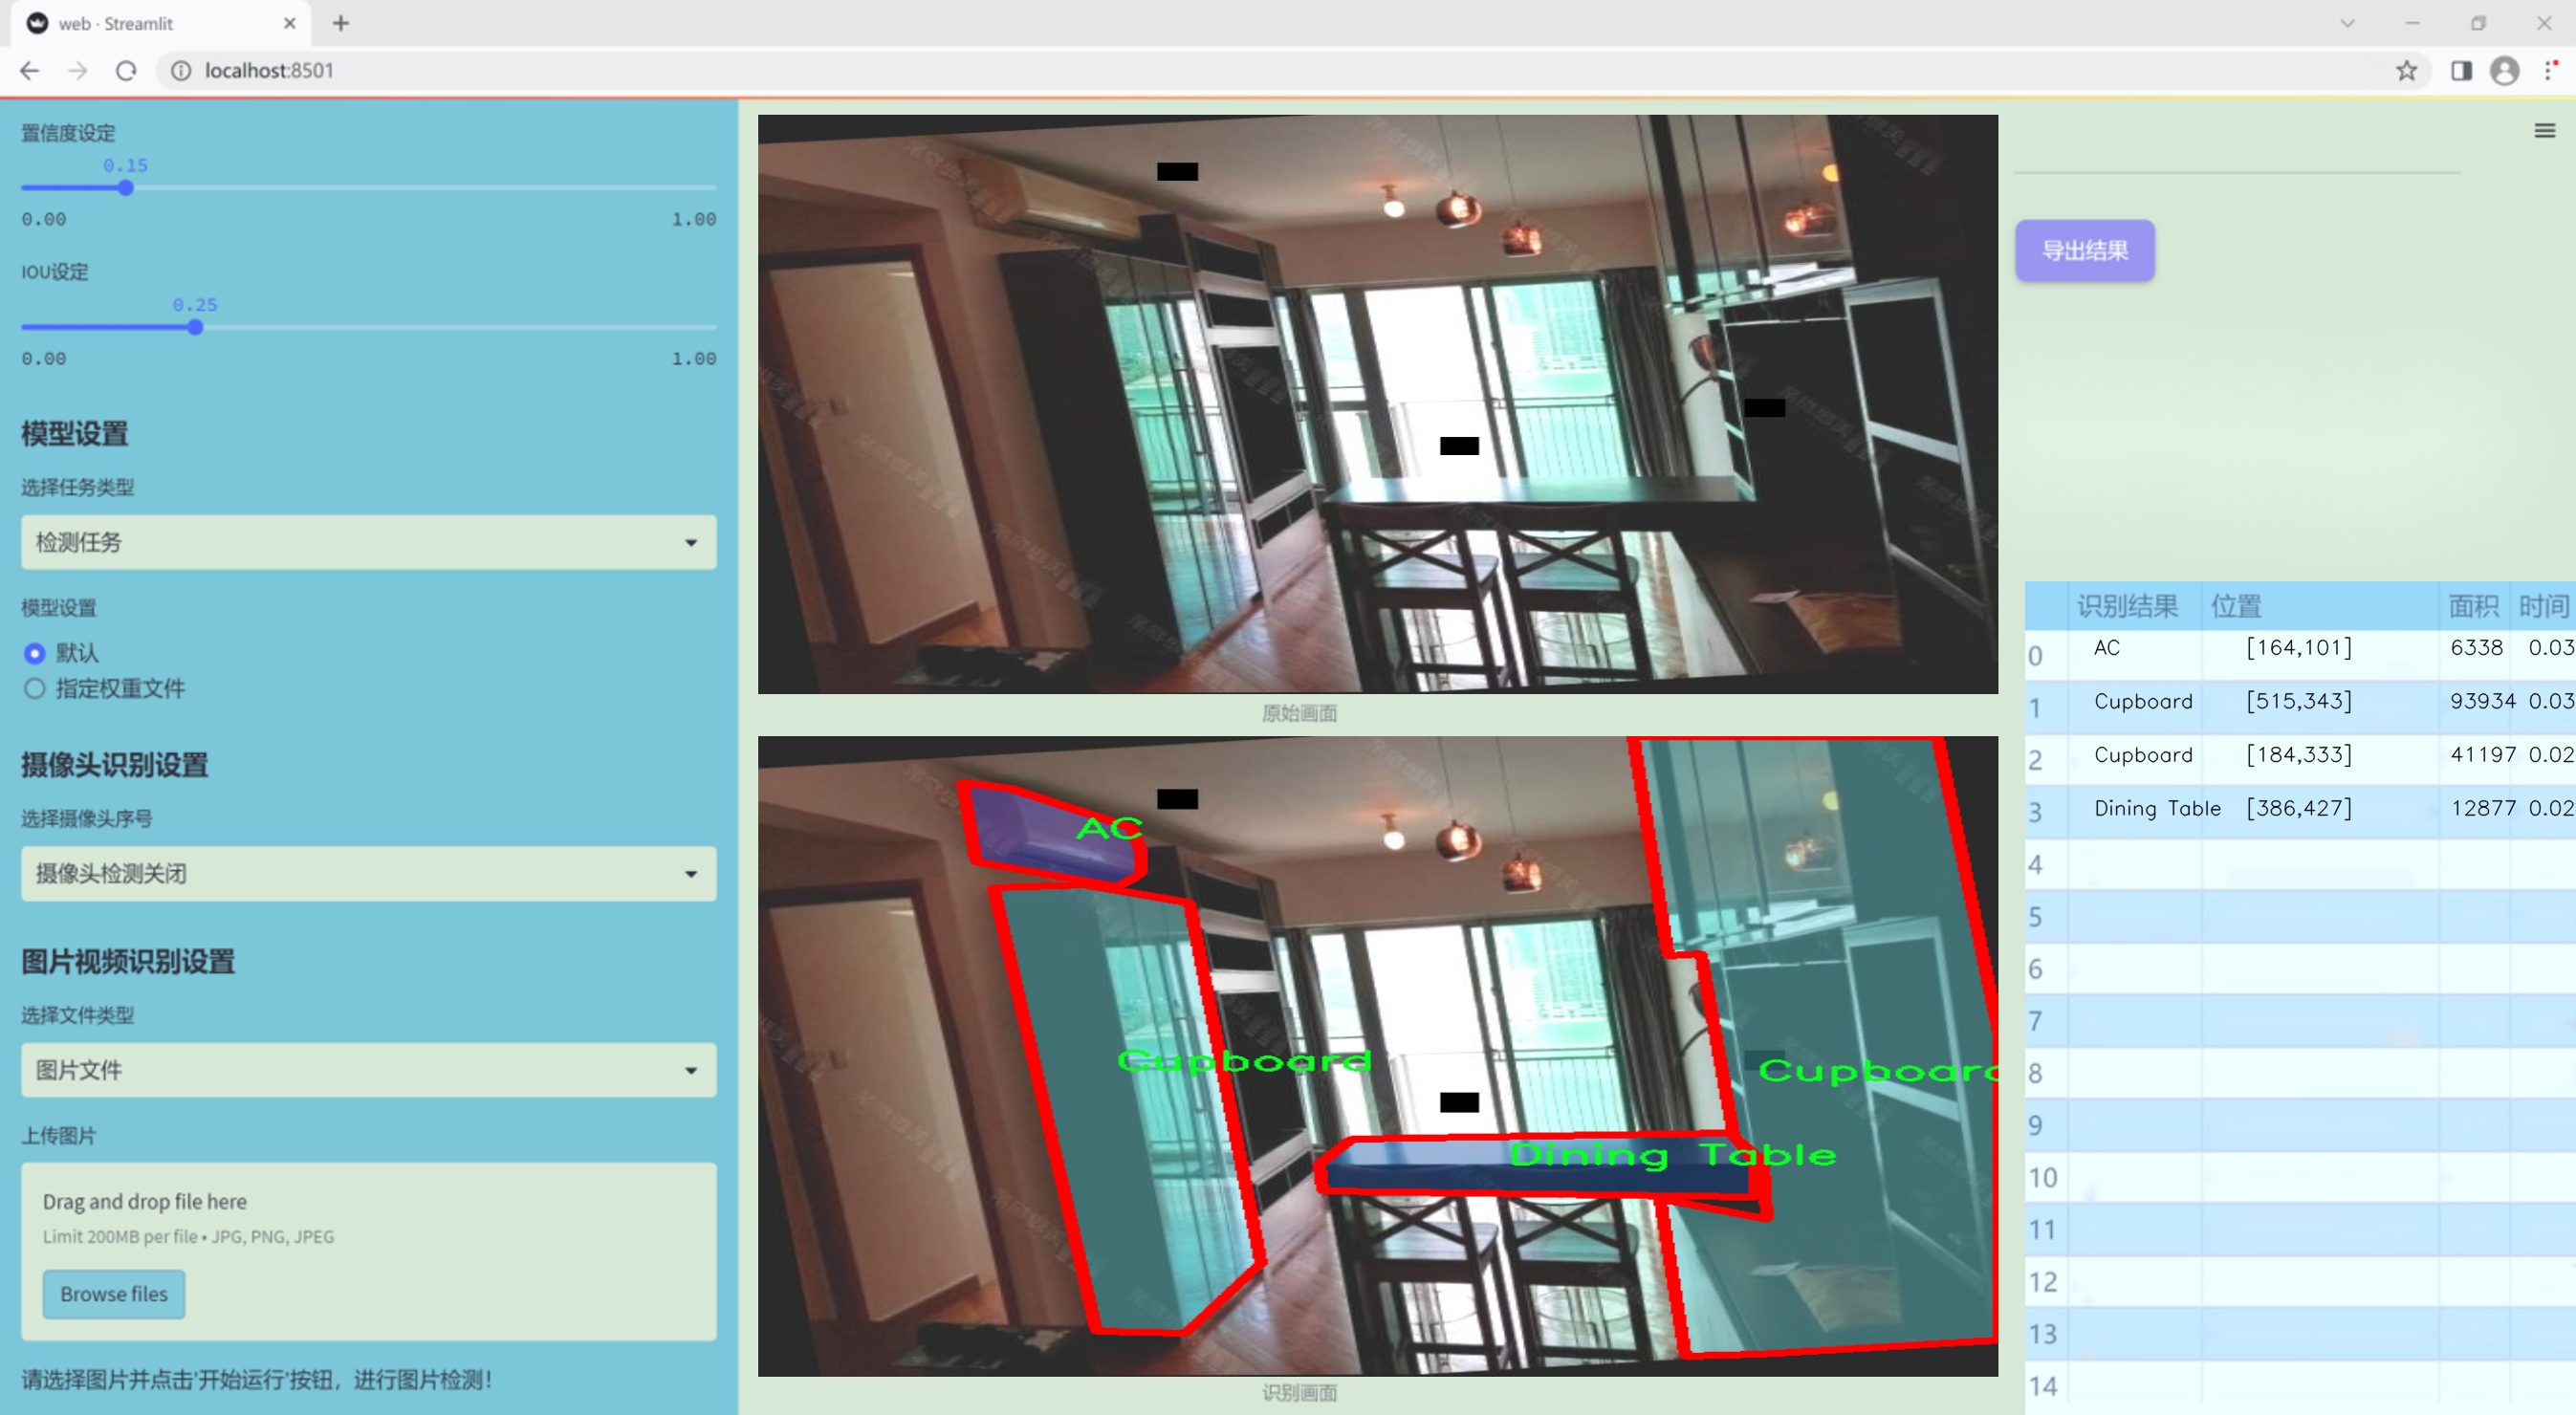 web · Streamlit
localhost:8501
置信度设定
0.15
0.00 1.00
IOU设定
0.25
0.00 1.00
模型设置
选择任务类型
检测任务
模型设置
默认
指定权重文件
摄像头识别设置
选择摄像头序号
摄像头检测关闭
图片视频识别设置
选择文件类型
图片文件
上传图片
Drag and drop file here
Limit 200MB per file • JPG, PNG, JPEG
Browse files
请选择图片并点击'开始运行'按钮，进行图片检测！
原始画面
AC
Cupboard
Cupboard
Dining Table
识别画面
导出结果
识别结果 位置 面积 时间
0 AC [164,101] 6338 0.03
1 Cupboard [515,343] 93934 0.03
2 Cupboard [184,333] 41197 0.02
3 Dining Table [386,427] 12877 0.02
4
5
6
7
8
9
10
11
12
13
14